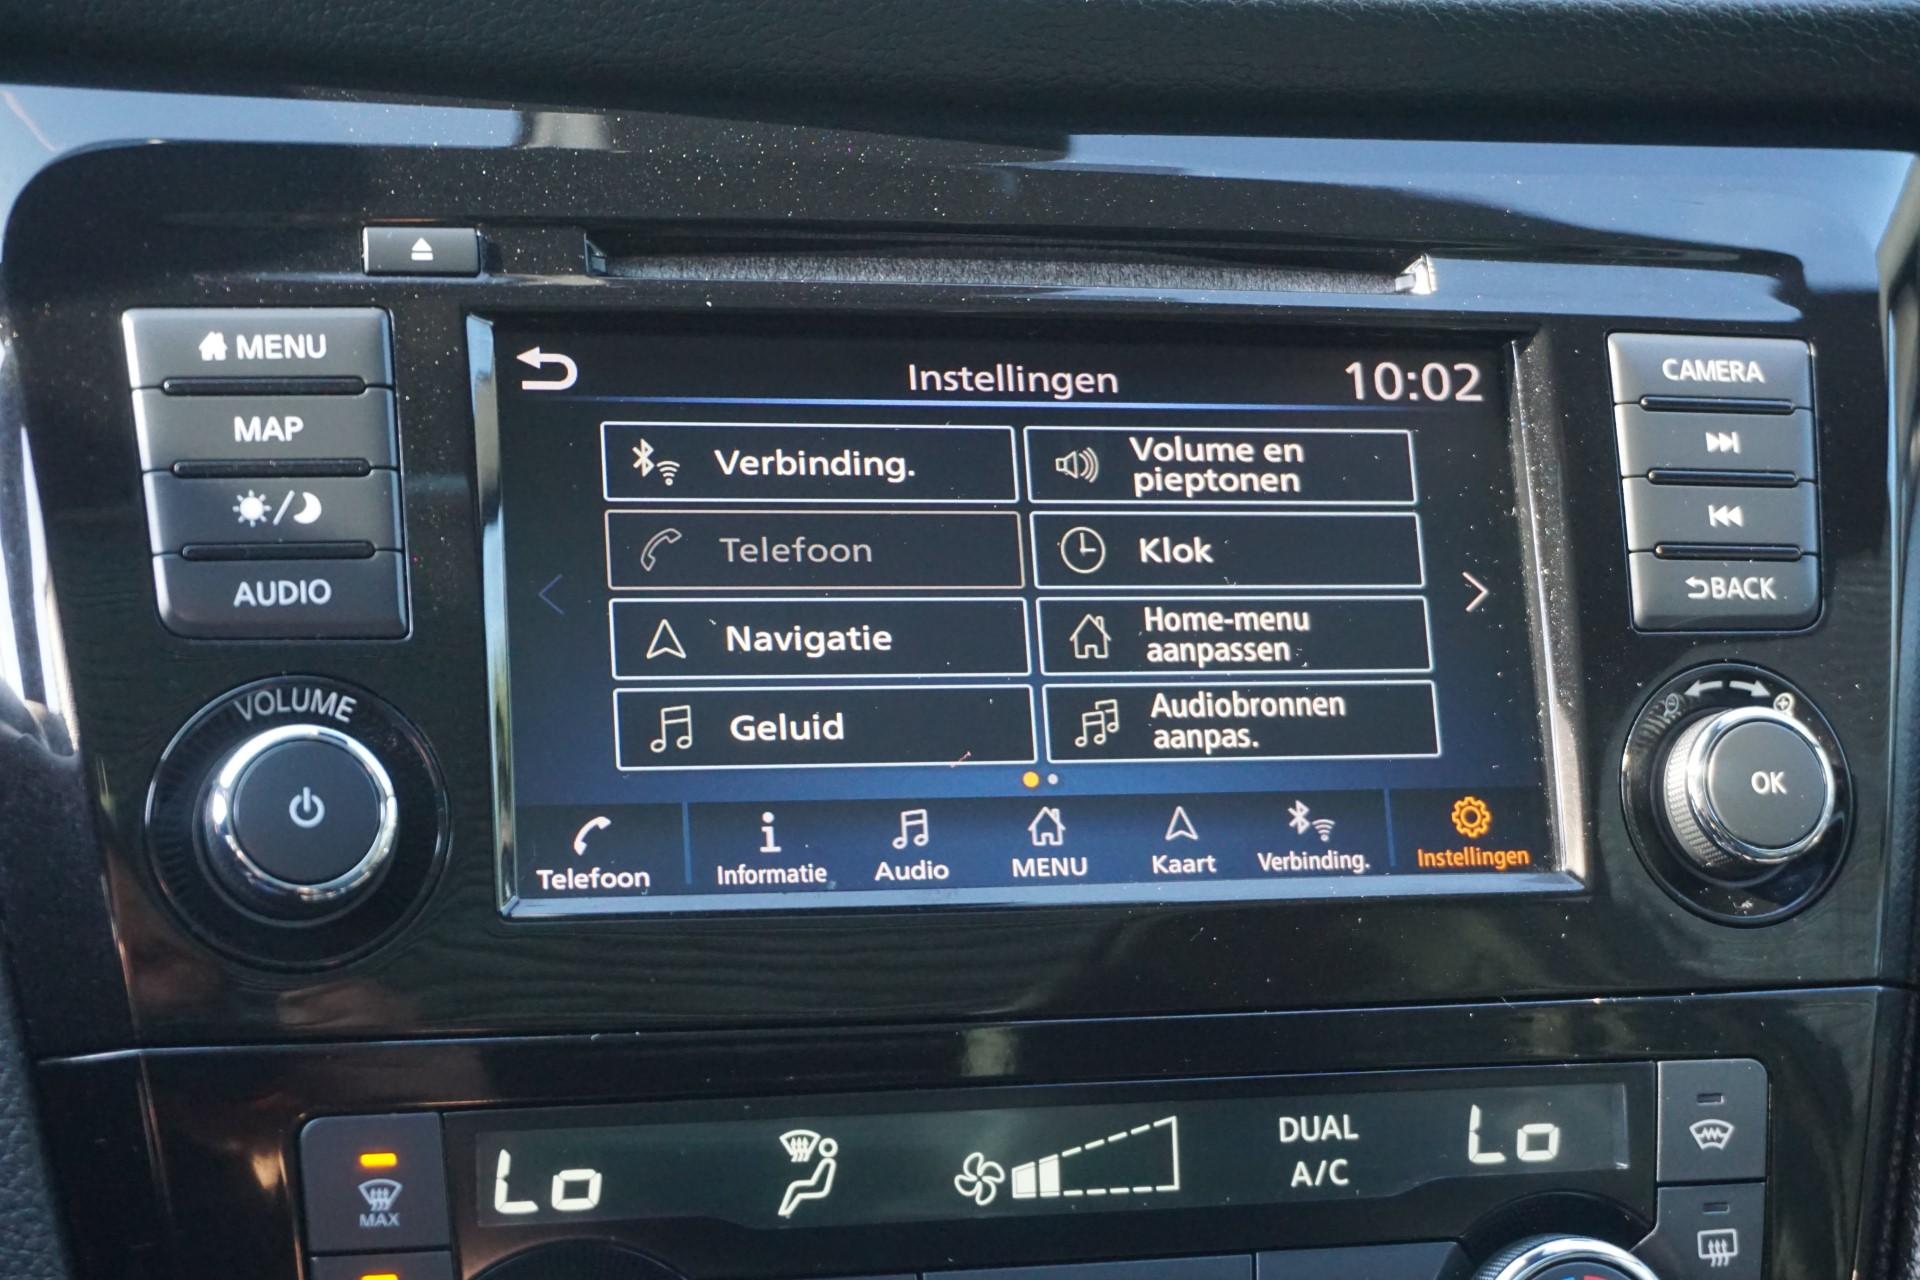 MENU
MAP
AUDIO
VOLUME
Instellingen
10:02
Verbinding.
Volume en
pieptonen
Telefoon
Klok
Navigatie
Home-menu
aanpassen
Geluid
Audiobronnen
aanpas.
Telefoon
Informatie
Audio
MENU
Kaart
Verbinding.
Instellingen
CAMERA
BACK
OK
MAX
Lo
DUAL
A/C
Lo